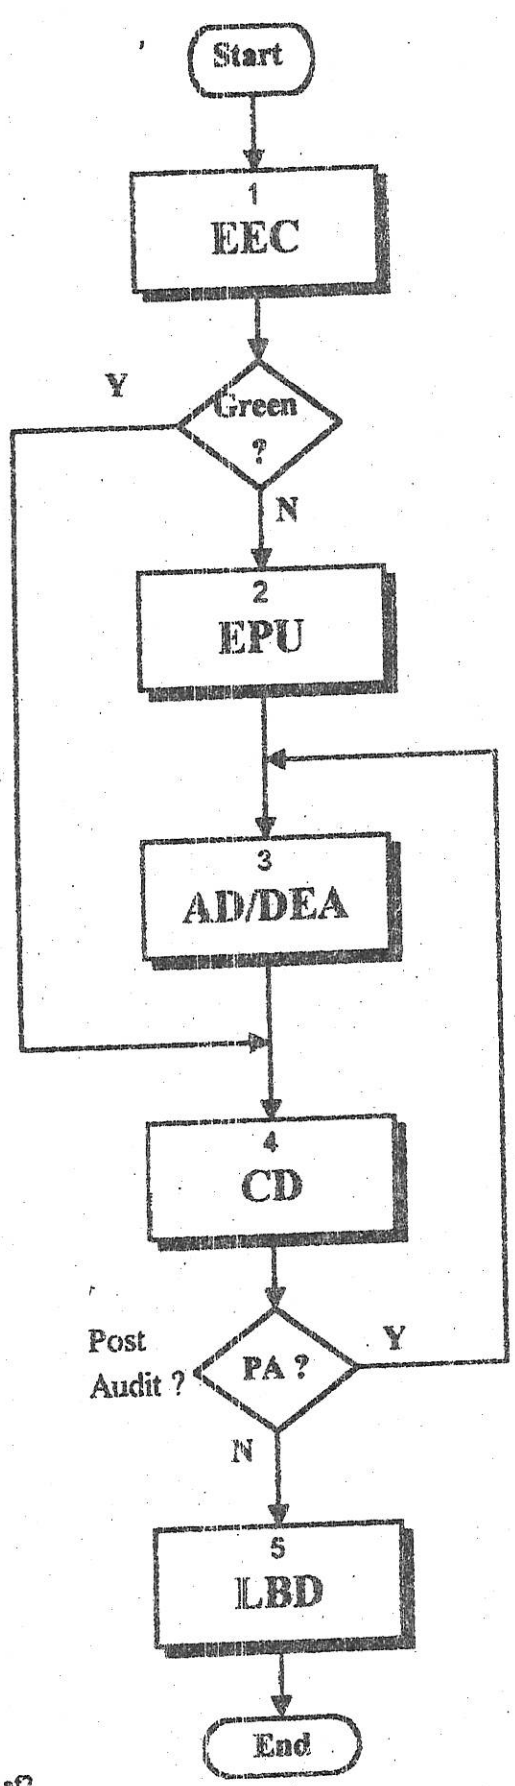 Start
1
EEC
Y
Green
?
N
2
EPU
3
AD/DEA
4
CD
Post
Audit ?
PA ?
Y
N
5
LBD
End